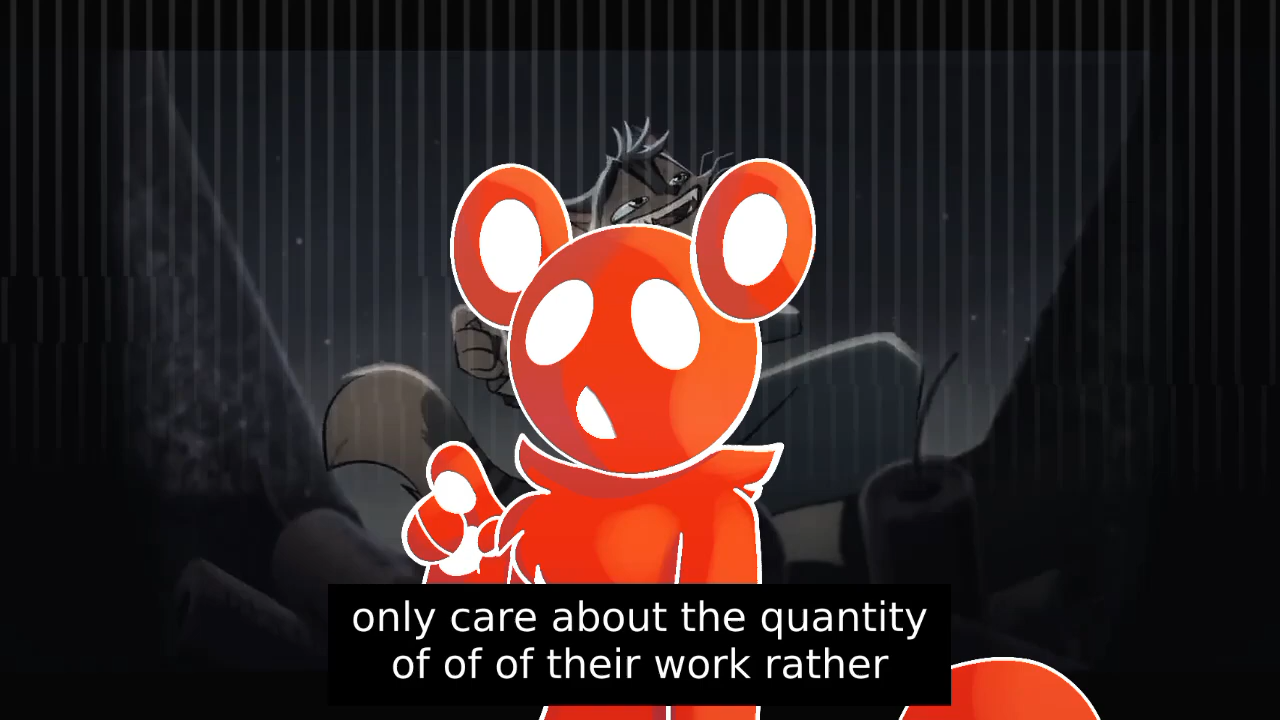 only care about the quantity
of of of their work rather